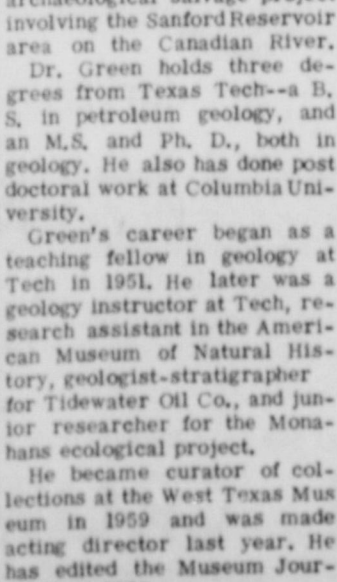 archaeological salvage project
involving the Sanford Reservoir
area on the Canadian River.
Dr. Green holds three de-
grees from Texas Tech--a B.
S. in petroleum geology, and
an M.S. and Ph. D., both in
geology. He also has done post
doctoral work at Columbia Uni-
versity.
Green's career began as a
teaching fellow in geology at
Tech in 1951. He later was a
geology instructor at Tech, re-
search assistant in the Ameri-
can Museum of Natural His-
tory, geologist-stratigrapher
for Tidewater Oil Co., and jun-
ior researcher for the Mona-
hans ecological project.
He became curator of col-
lections at the West Texas Mus
eum in 1959 and was made
acting director last year. He
has edited the Museum Jour-